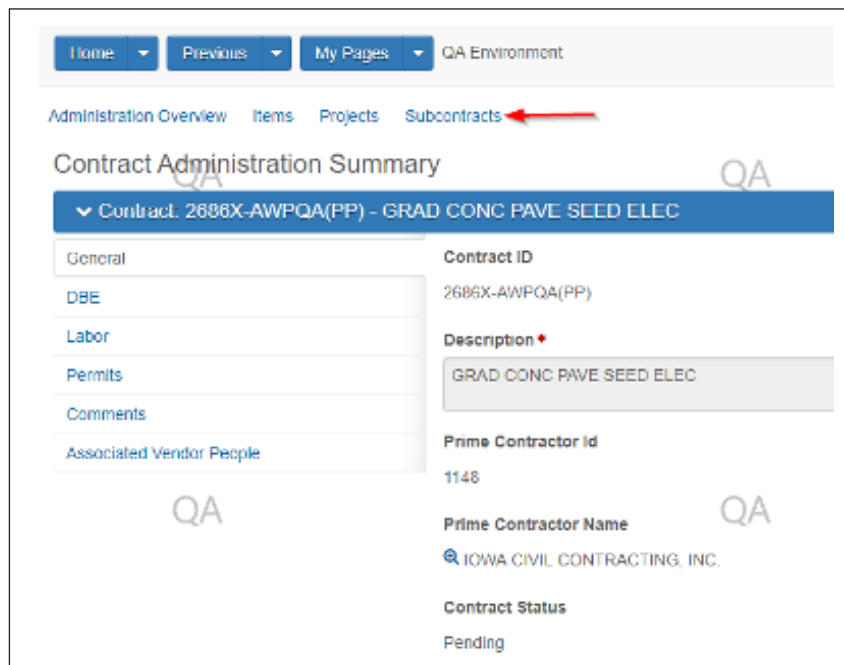 Home Previous My Pages QA Environment
Administration Overview Items Projects Subcontracts
Contract Administration Summary
QA QA
Contract: 2686X-AWPQA(PP) - GRAD CONC PAVE SEED ELEC
General
DBE
Labor
Permits
Comments
Associated Vendor People
QA
Contract ID
2686X-AWPQA(PP)
Description
GRAD CONC PAVE SEED ELEC
Prime Contractor Id
1148
Prime Contractor Name
QA
IOWA CIVIL CONTRACTING, INC.
Contract Status
Pending